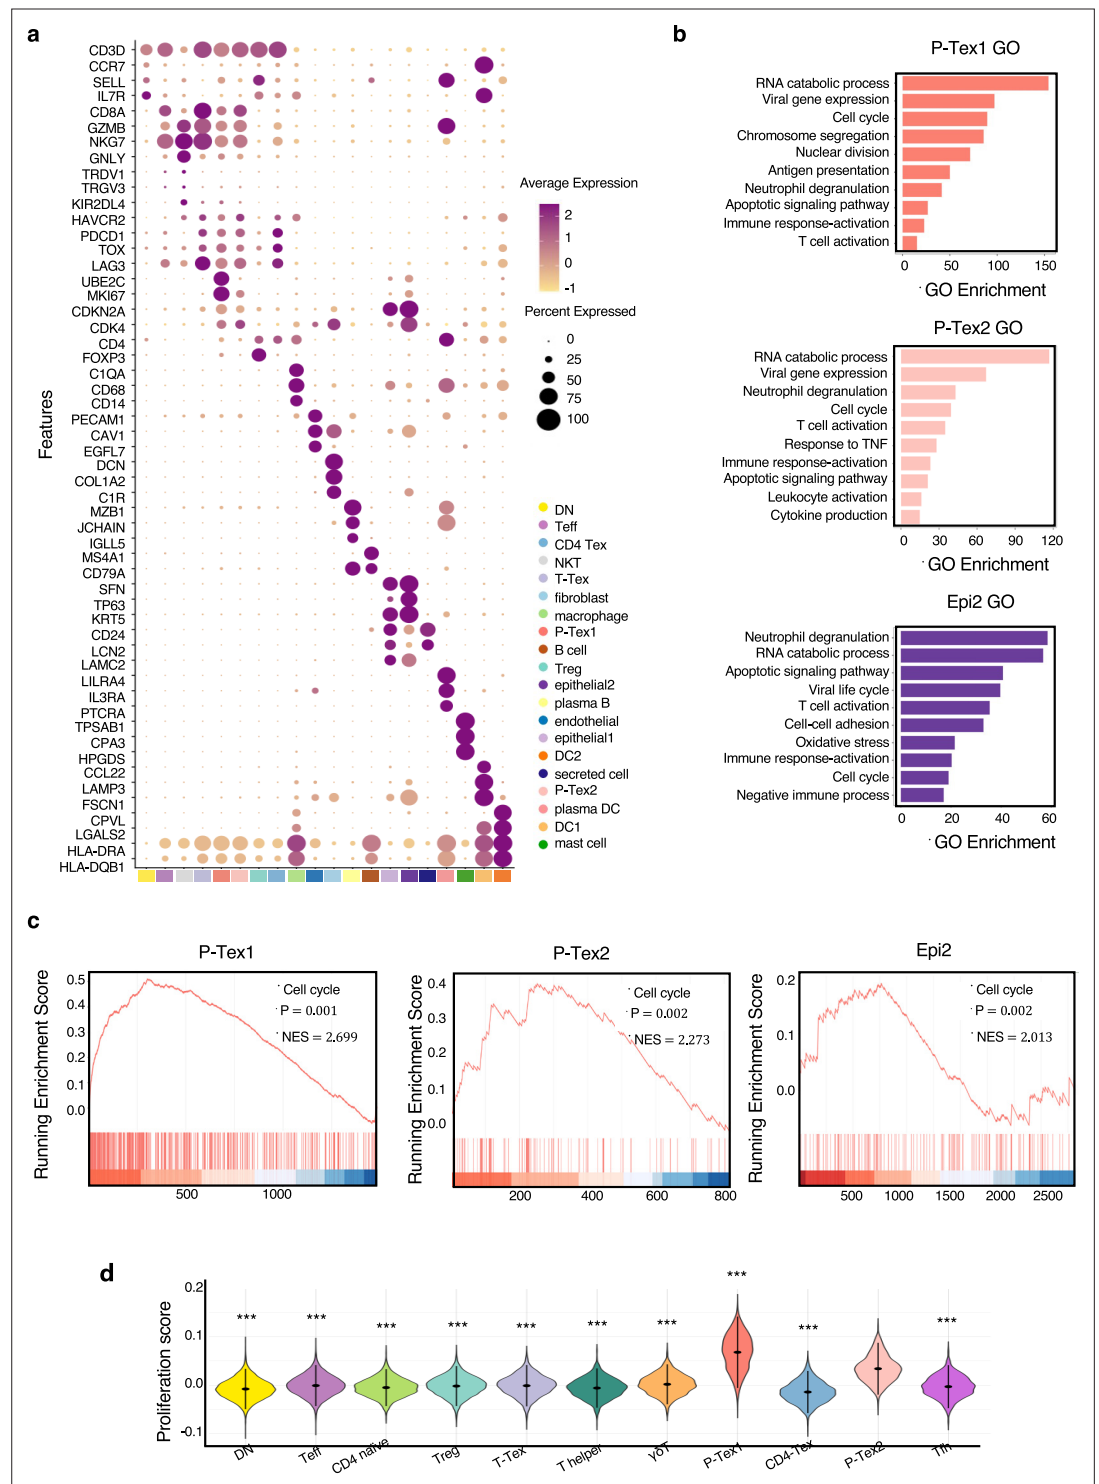 a
CD3D
CCR7
SELL
IL7R
CD8A
GZMB
NKG7
GNLY
TRDV1
TRGV3
KIR2DL4
HAVCR2
PDCD1
TOX
LAG3
UBE2C
MKI67
CDKN2A
CDK4
CD4
FOXP3
C1QA
CD68
CD14
PECAM1
CAV1
EGFL7
DCN
COL1A2
C1R
MZB1
JCHAIN
IGLL5
MS4A1
CD79A
SFN
TP63
KRT5
CD24
LCN2
LAMC2
LILRA4
IL3RA
PTCRA
TPSAB1
CPA3
HPGDS
CCL22
LAMP3
FSCN1
CPVL
LGALS2
HLA-DRA
HLA-DQB1
Features
Average Expression
2
1
0
-1
Percent Expressed
0
25
50
75
100
DN
Teff
CD4 Tex
NKT
T-Tex
fibroblast
macrophage
P-Tex1
B cell
Treg
epithelial2
plasma B
endothelial
epithelial1
DC2
secreted cell
P-Tex2
plasma DC
DC1
mast cell
b
P-Tex1 GO
RNA catabolic process
Viral gene expression
Cell cycle
Chromosome segregation
Nuclear division
Antigen presentation
Neutrophil degranulation
Apoptotic signaling pathway
Immune response-activation
T cell activation
0 50 100 150
GO Enrichment
P-Tex2 GO
RNA catabolic process
Viral gene expression
Neutrophil degranulation
Cell cycle
T cell activation
Response to TNF
Immune response-activation
Apoptotic signaling pathway
Leukocyte activation
Cytokine production
0 30 60 90 120
GO Enrichment
Epi2 GO
Neutrophil degranulation
RNA catabolic process
Apoptotic signaling pathway
Viral life cycle
T cell activation
Cell-cell adhesion
Oxidative stress
Immune response-activation
Cell cycle
Negative immune process
0 20 40 60
GO Enrichment
c
P-Tex1
Running Enrichment Score
0.5
0.4
0.3
0.2
0.1
0.0
Cell cycle
P = 0.001
NES = 2.699
500 1000
P-Tex2
Running Enrichment Score
0.4
0.3
0.2
0.1
0.0
Cell cycle
P = 0.002
NES = 2.273
200 400 600 800
Epi2
Running Enrichment Score
0.2
0.1
0.0
Cell cycle
P = 0.002
NES = 2.013
500 1000 1500 2000 2500
d
Proliferation score
0.2
0.1
0.0
-0.1
*** *** *** *** *** *** *** *** *** ***
DN Teff CD4 naïve Treg T-Tex T helper γδT P-Tex1 CD4-Tex P-Tex2 Tfh